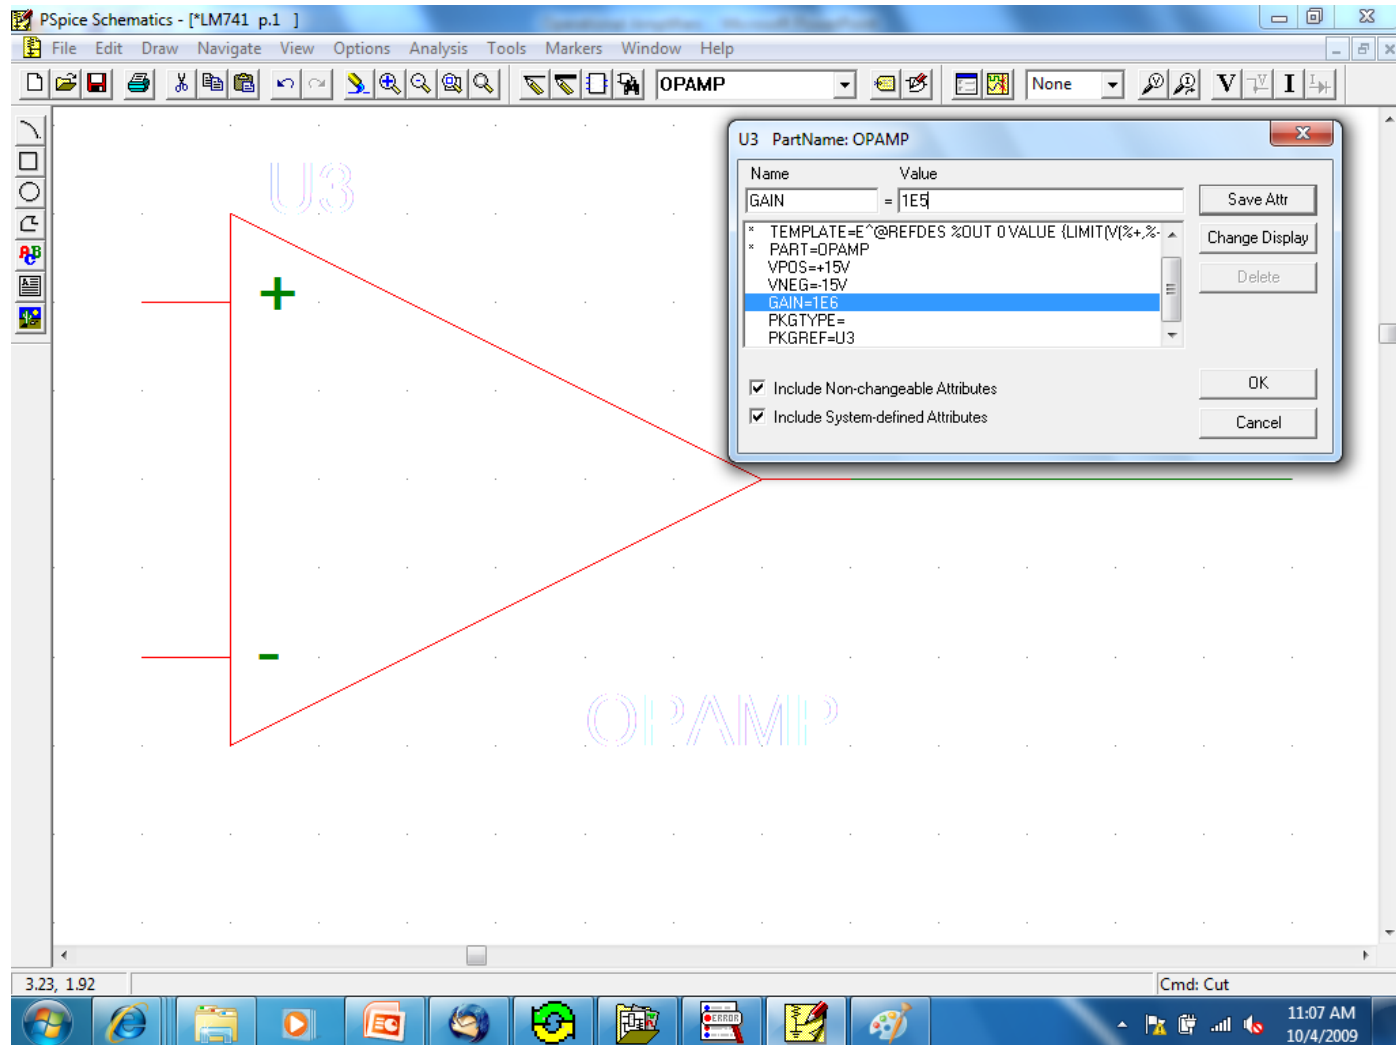 PSpice Schematics - [*LM741 p.1 ]
File Edit Draw Navigate View Options Analysis Tools Markers Window Help
OPAMP
None
V V I I
U3 PartName: OPAMP
Name Value
GAIN = 1E5
Save Attr
* TEMPLATE=E^@REFDES %OUT 0 VALUE {LIMIT(V(%+,%-
Change Display
* PART=OPAMP
VPOS=+15V
Delete
VNEG=-15V
GAIN=1E6
PKGTYPE=
PKGREF=U3
Include Non-changeable Attributes
OK
Include System-defined Attributes
Cancel
U3
+
-
OPAMP
3.23, 1.92
Cmd: Cut
ERROR
11:07 AM
10/4/2009